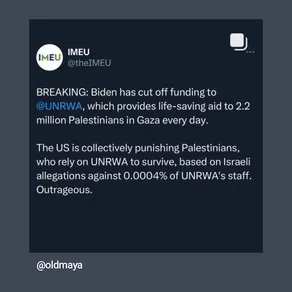 IMEU
IMEU
@theIMEU
BREAKING: Biden has cut off funding to
@UNRWA, which provides life-saving aid to 2.2
million Palestinians in Gaza every day.
The US is collectively punishing Palestinians,
who rely on UNRWA to survive, based on Israeli
allegations against 0.0004% of UNRWA's staff.
Outrageous.
@oldmaya